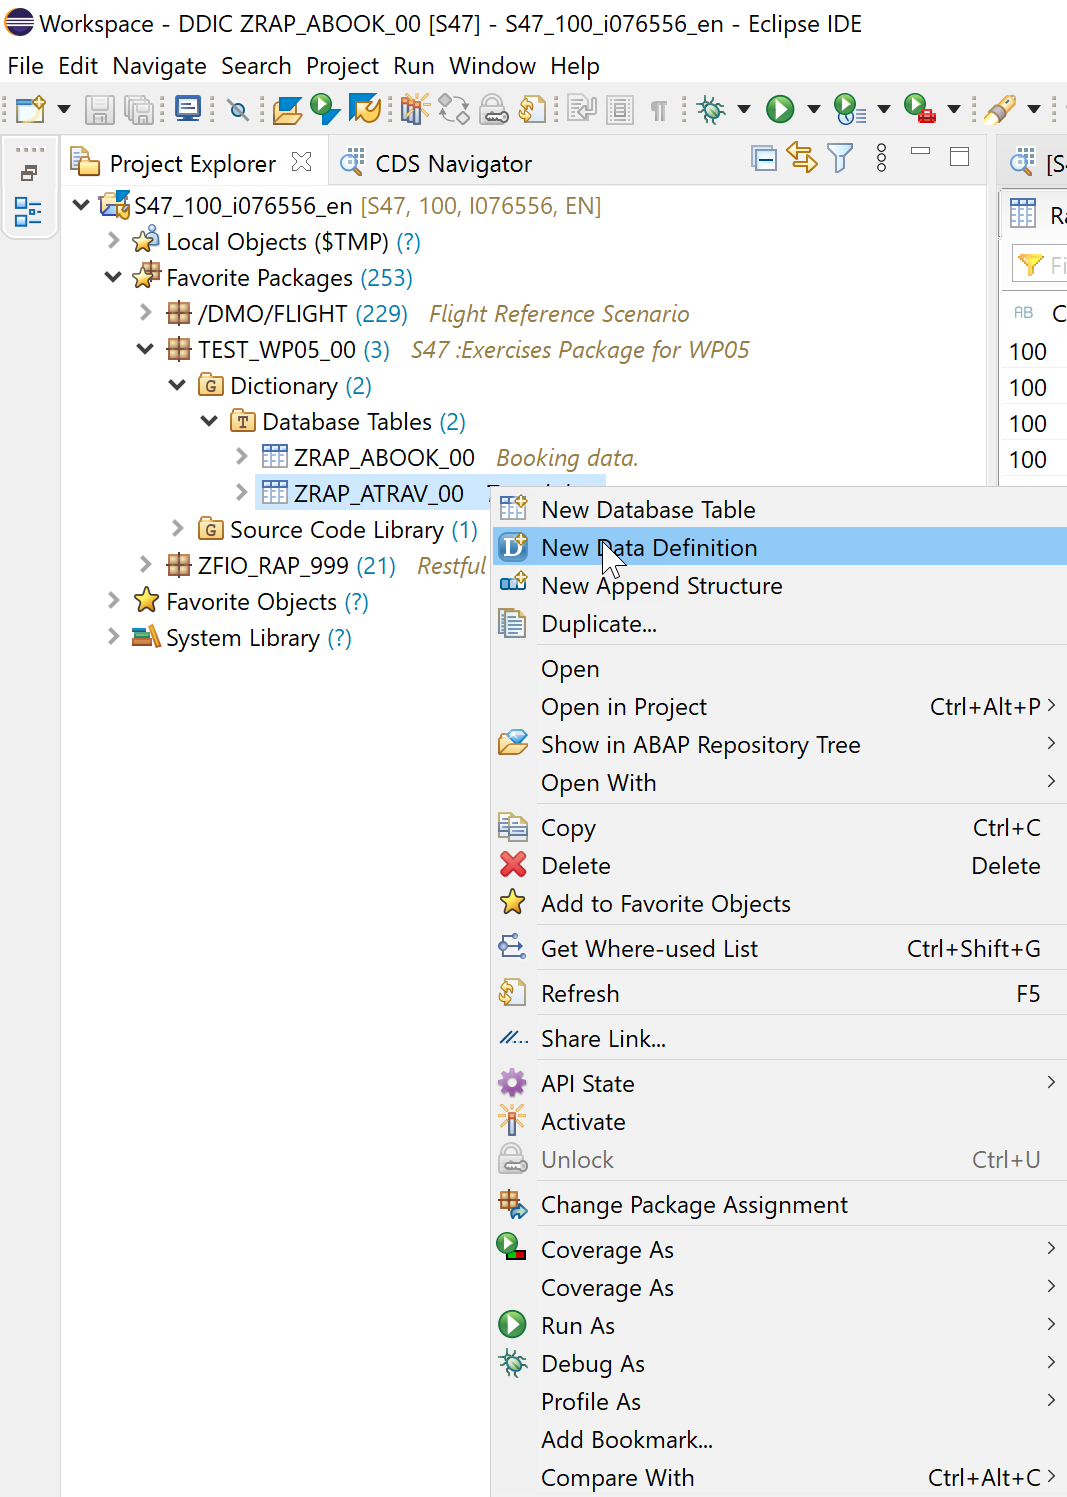 Workspace - DDIC ZRAP_ABOOK_00 [S47] - S47_100_i076556_en - Eclipse IDE
File Edit Navigate Search Project Run Window Help
Project Explorer CDS Navigator
S47_100_i076556_en [S47, 100, I076556, EN]
Local Objects ($TMP) (?)
Favorite Packages (253)
/DMO/FLIGHT (229) Flight Reference Scenario
TEST_WP05_00 (3) S47 :Exercises Package for WP05
Dictionary (2)
Database Tables (2)
ZRAP_ABOOK_00 Booking data.
ZRAP_ATRAV_00
Source Code Library (1)
ZFIO_RAP_999 (21) Restful
Favorite Objects (?)
System Library (?)
AB
100
100
100
100
New Database Table
New Data Definition
New Append Structure
Duplicate...
Open
Open in Project Ctrl+Alt+P
Show in ABAP Repository Tree
Open With
Copy Ctrl+C
Delete Delete
Add to Favorite Objects
Get Where-used List Ctrl+Shift+G
Refresh F5
Share Link...
API State
Activate
Unlock Ctrl+U
Change Package Assignment
Coverage As
Coverage As
Run As
Debug As
Profile As
Add Bookmark...
Compare With Ctrl+Alt+C